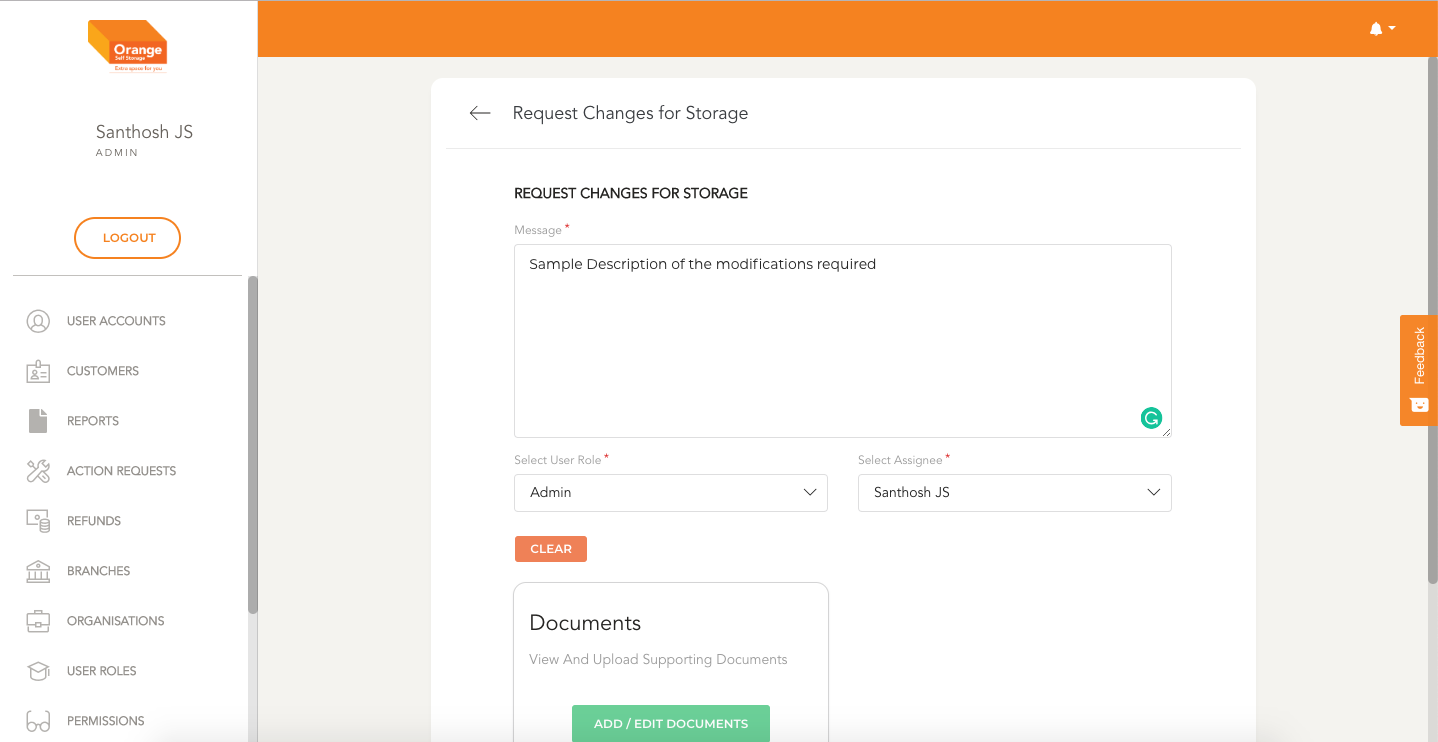 Orange
Self Storage
Extra space for you
Santhosh JS
ADMIN
LOGOUT
USER ACCOUNTS
CUSTOMERS
REPORTS
ACTION REQUESTS
REFUNDS
BRANCHES
ORGANISATIONS
USER ROLES
PERMISSIONS
Request Changes for Storage
REQUEST CHANGES FOR STORAGE
Message *
Sample Description of the modifications required
Select User Role * Select Assignee *
Admin Santhosh JS
CLEAR
Documents
View And Upload Supporting Documents
ADD / EDIT DOCUMENTS
Feedback